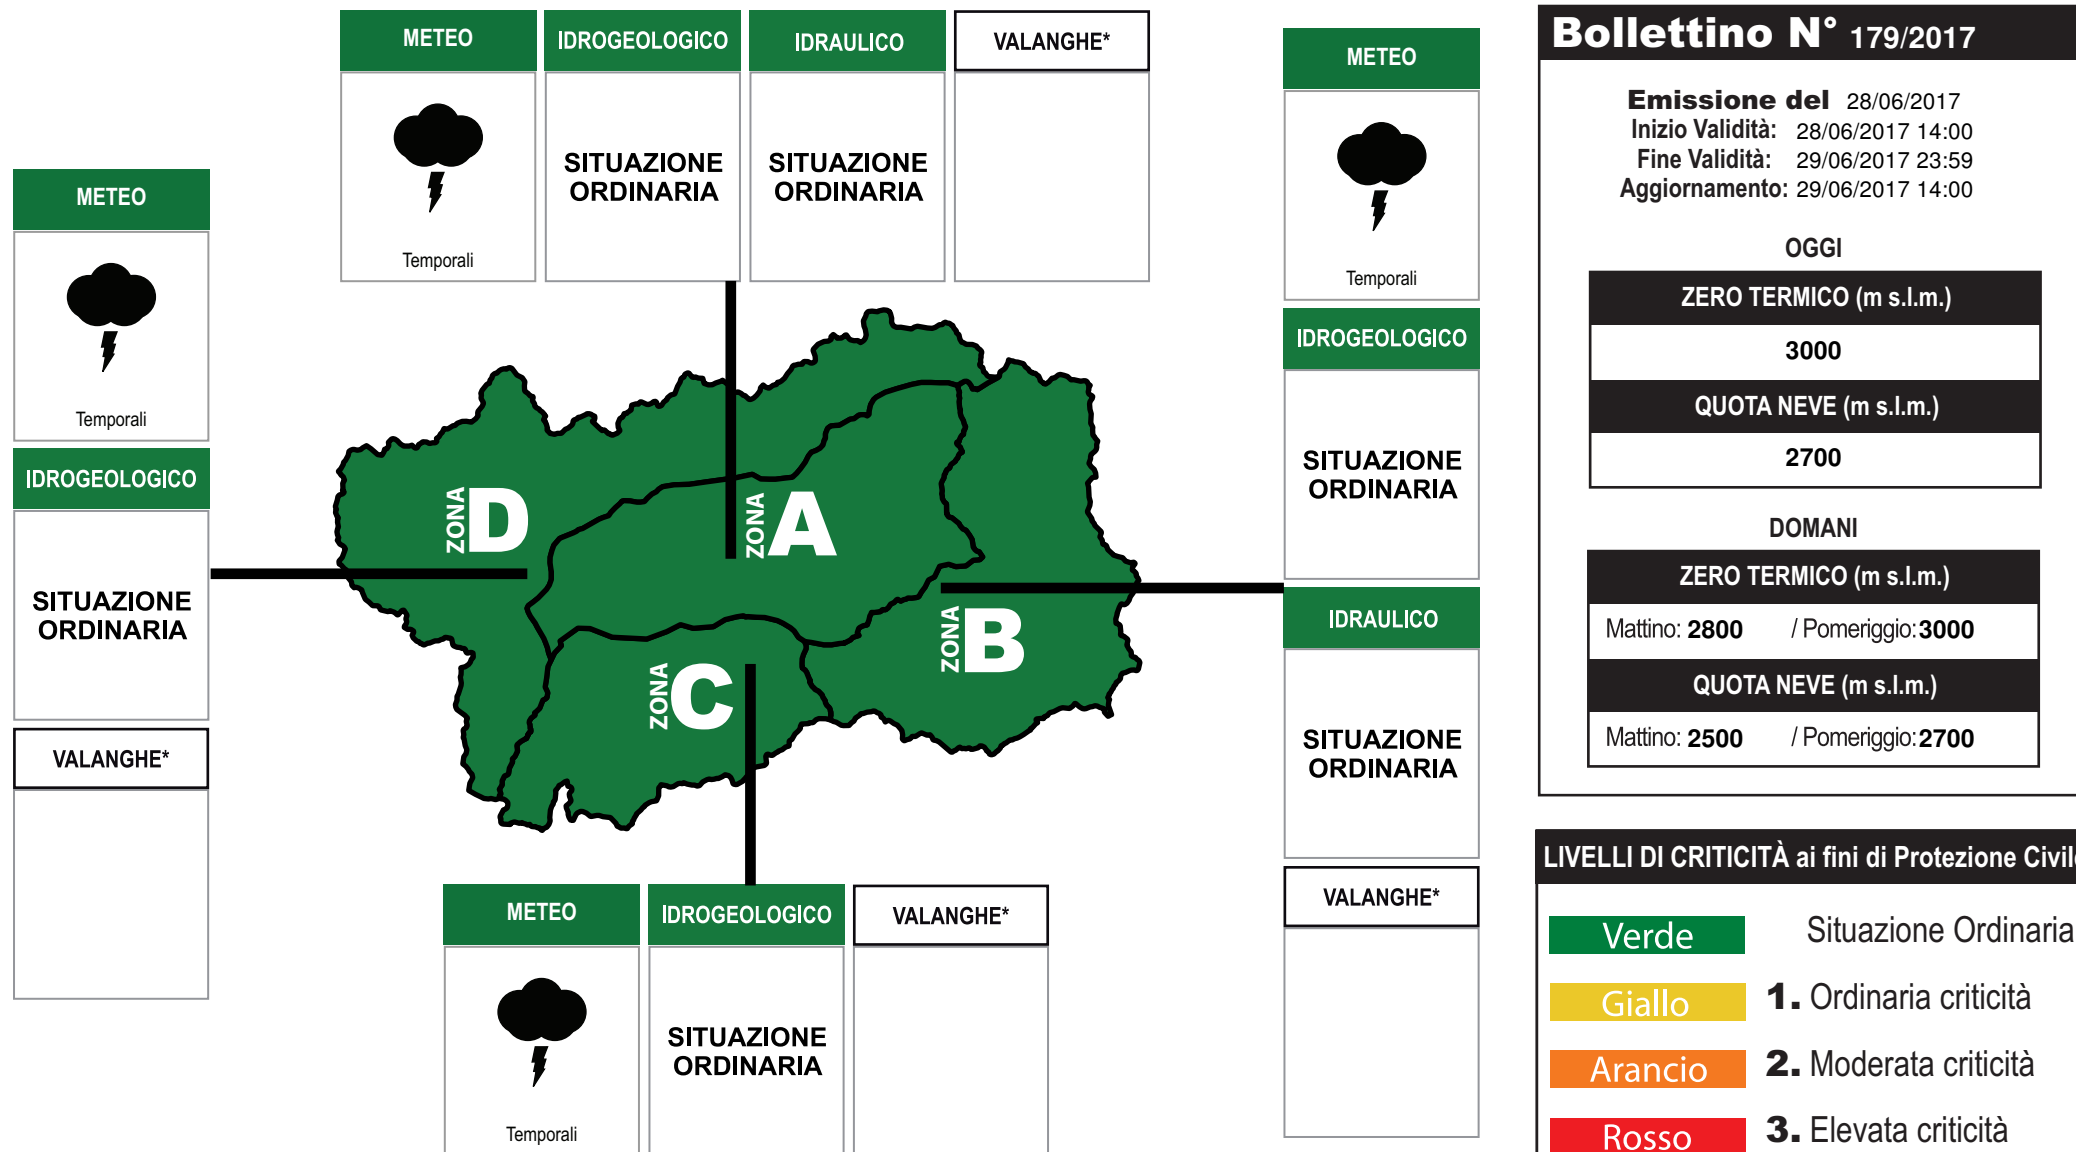 METEO
IDROGEOLOGICO
IDRAULICO
VALANGHE*
Temporali
SITUAZIONE
ORDINARIA
SITUAZIONE
ORDINARIA
METEO
Temporali
IDROGEOLOGICO
SITUAZIONE
ORDINARIA
VALANGHE*
ZONA D
ZONA A
ZONA B
ZONA C
METEO
Temporali
IDROGEOLOGICO
SITUAZIONE
ORDINARIA
IDRAULICO
SITUAZIONE
ORDINARIA
VALANGHE*
METEO
IDROGEOLOGICO
VALANGHE*
Temporali
SITUAZIONE
ORDINARIA
Bollettino N° 179/2017
Emissione del 28/06/2017
Inizio Validità: 28/06/2017 14:00
Fine Validità: 29/06/2017 23:59
Aggiornamento: 29/06/2017 14:00
OGGI
ZERO TERMICO (m s.l.m.)
3000
QUOTA NEVE (m s.l.m.)
2700
DOMANI
ZERO TERMICO (m s.l.m.)
Mattino: 2800 / Pomeriggio: 3000
QUOTA NEVE (m s.l.m.)
Mattino: 2500 / Pomeriggio: 2700
LIVELLI DI CRITICITÀ ai fini di Protezione Civile
Verde Situazione Ordinaria
Giallo 1. Ordinaria criticità
Arancio 2. Moderata criticità
Rosso 3. Elevata criticità